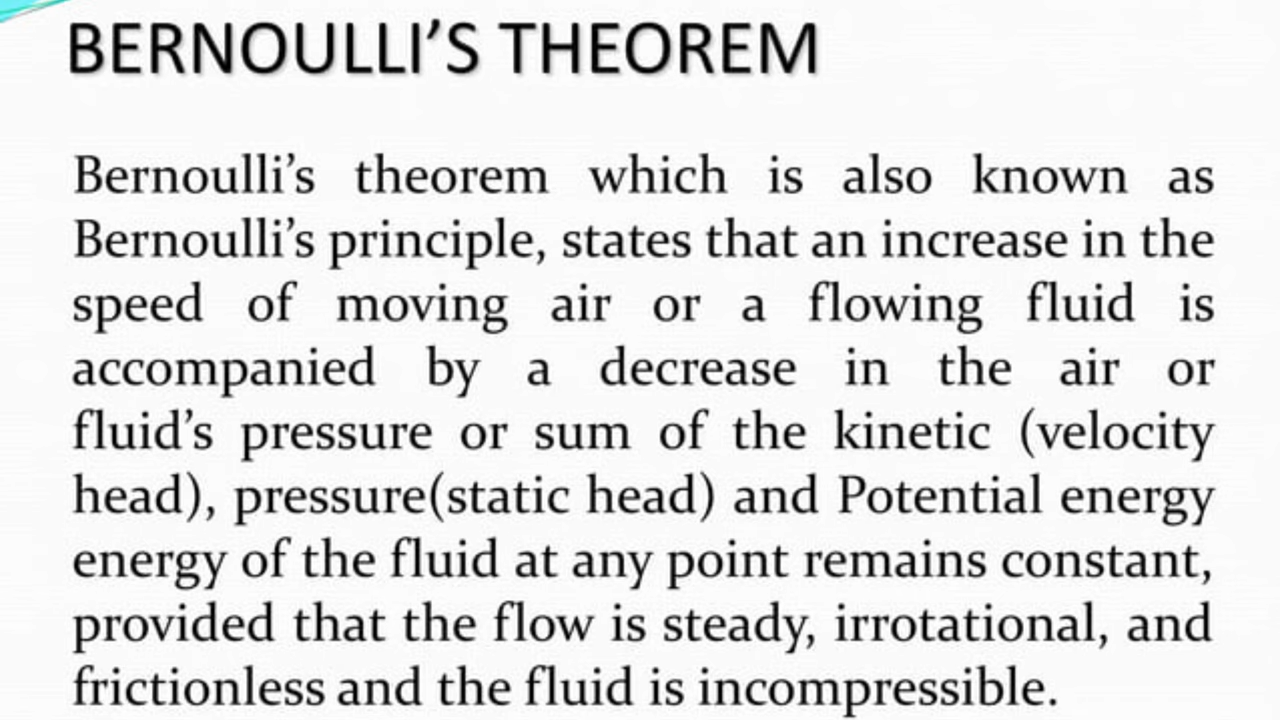 BERNOULLI’S THEOREM
Bernoulli’s theorem which is also known as
Bernoulli’s principle, states that an increase in the
speed of moving air or a flowing fluid is
accompanied by a decrease in the air or
fluid’s pressure or sum of the kinetic (velocity
head), pressure(static head) and Potential energy
energy of the fluid at any point remains constant,
provided that the flow is steady, irrotational, and
frictionless and the fluid is incompressible.